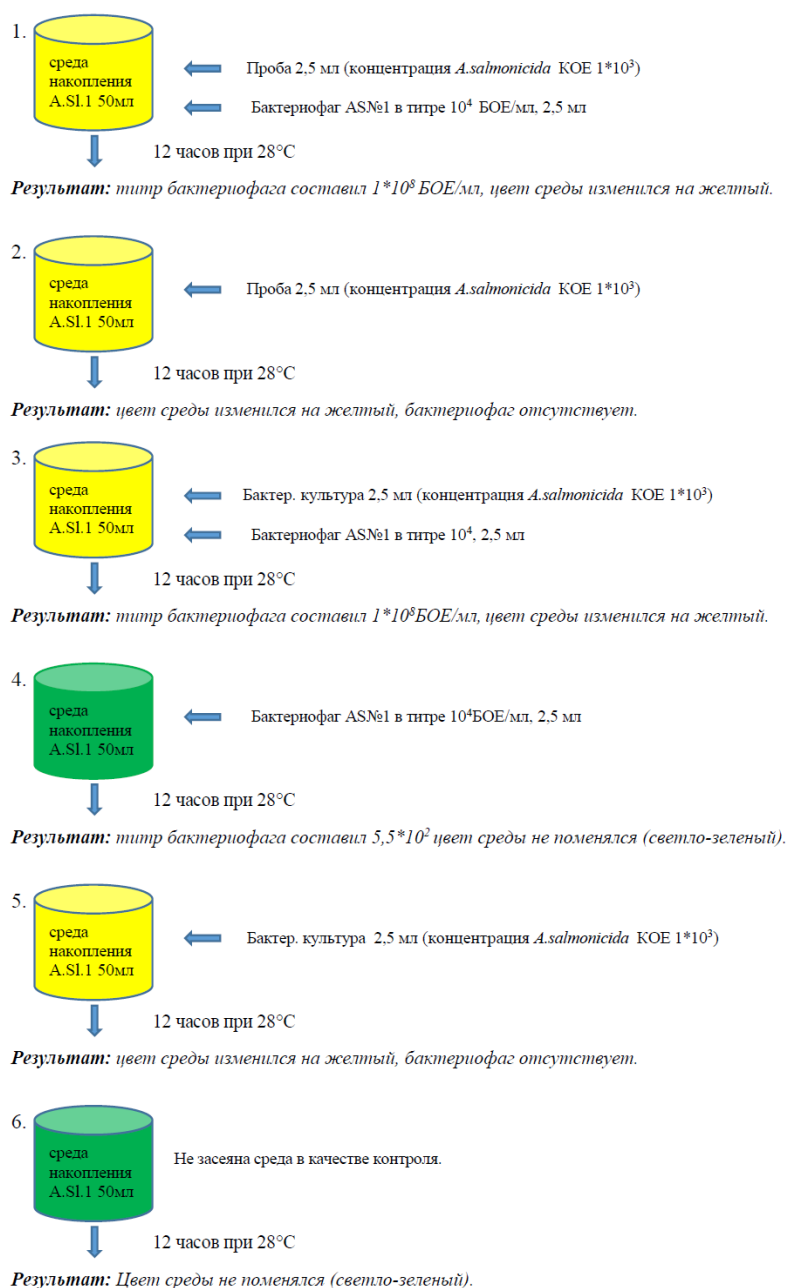 1.
среда
накопления
A.Sl.1 50мл
Проба 2,5 мл (концентрация A.salmonicida КОЕ 1*10³)
Бактериофаг AS№1 в титре 10⁴ БОЕ/мл, 2,5 мл
12 часов при 28°С
Результат: титр бактериофага составил 1*10⁸ БОЕ/мл, цвет среды изменился на желтый.
2.
среда
накопления
A.Sl.1 50мл
Проба 2,5 мл (концентрация A.salmonicida КОЕ 1*10³)
12 часов при 28°С
Результат: цвет среды изменился на желтый, бактериофаг отсутствует.
3.
среда
накопления
A.Sl.1 50мл
Бактер. культура 2,5 мл (концентрация A.salmonicida КОЕ 1*10³)
Бактериофаг AS№1 в титре 10⁴, 2,5 мл
12 часов при 28°С
Результат: титр бактериофага составил 1*10⁸БОЕ/мл, цвет среды изменился на желтый.
4.
среда
накопления
A.Sl.1 50мл
Бактериофаг AS№1 в титре 10⁴БОЕ/мл, 2,5 мл
12 часов при 28°С
Результат: титр бактериофага составил 5,5*10² цвет среды не поменялся (светло-зеленый).
5.
среда
накопления
A.Sl.1 50мл
Бактер. культура 2,5 мл (концентрация A.salmonicida КОЕ 1*10³)
12 часов при 28°С
Результат: цвет среды изменился на желтый, бактериофаг отсутствует.
6.
среда
накопления
A.Sl.1 50мл
Не засеяна среда в качестве контроля.
12 часов при 28°С
Результат: Цвет среды не поменялся (светло-зеленый).